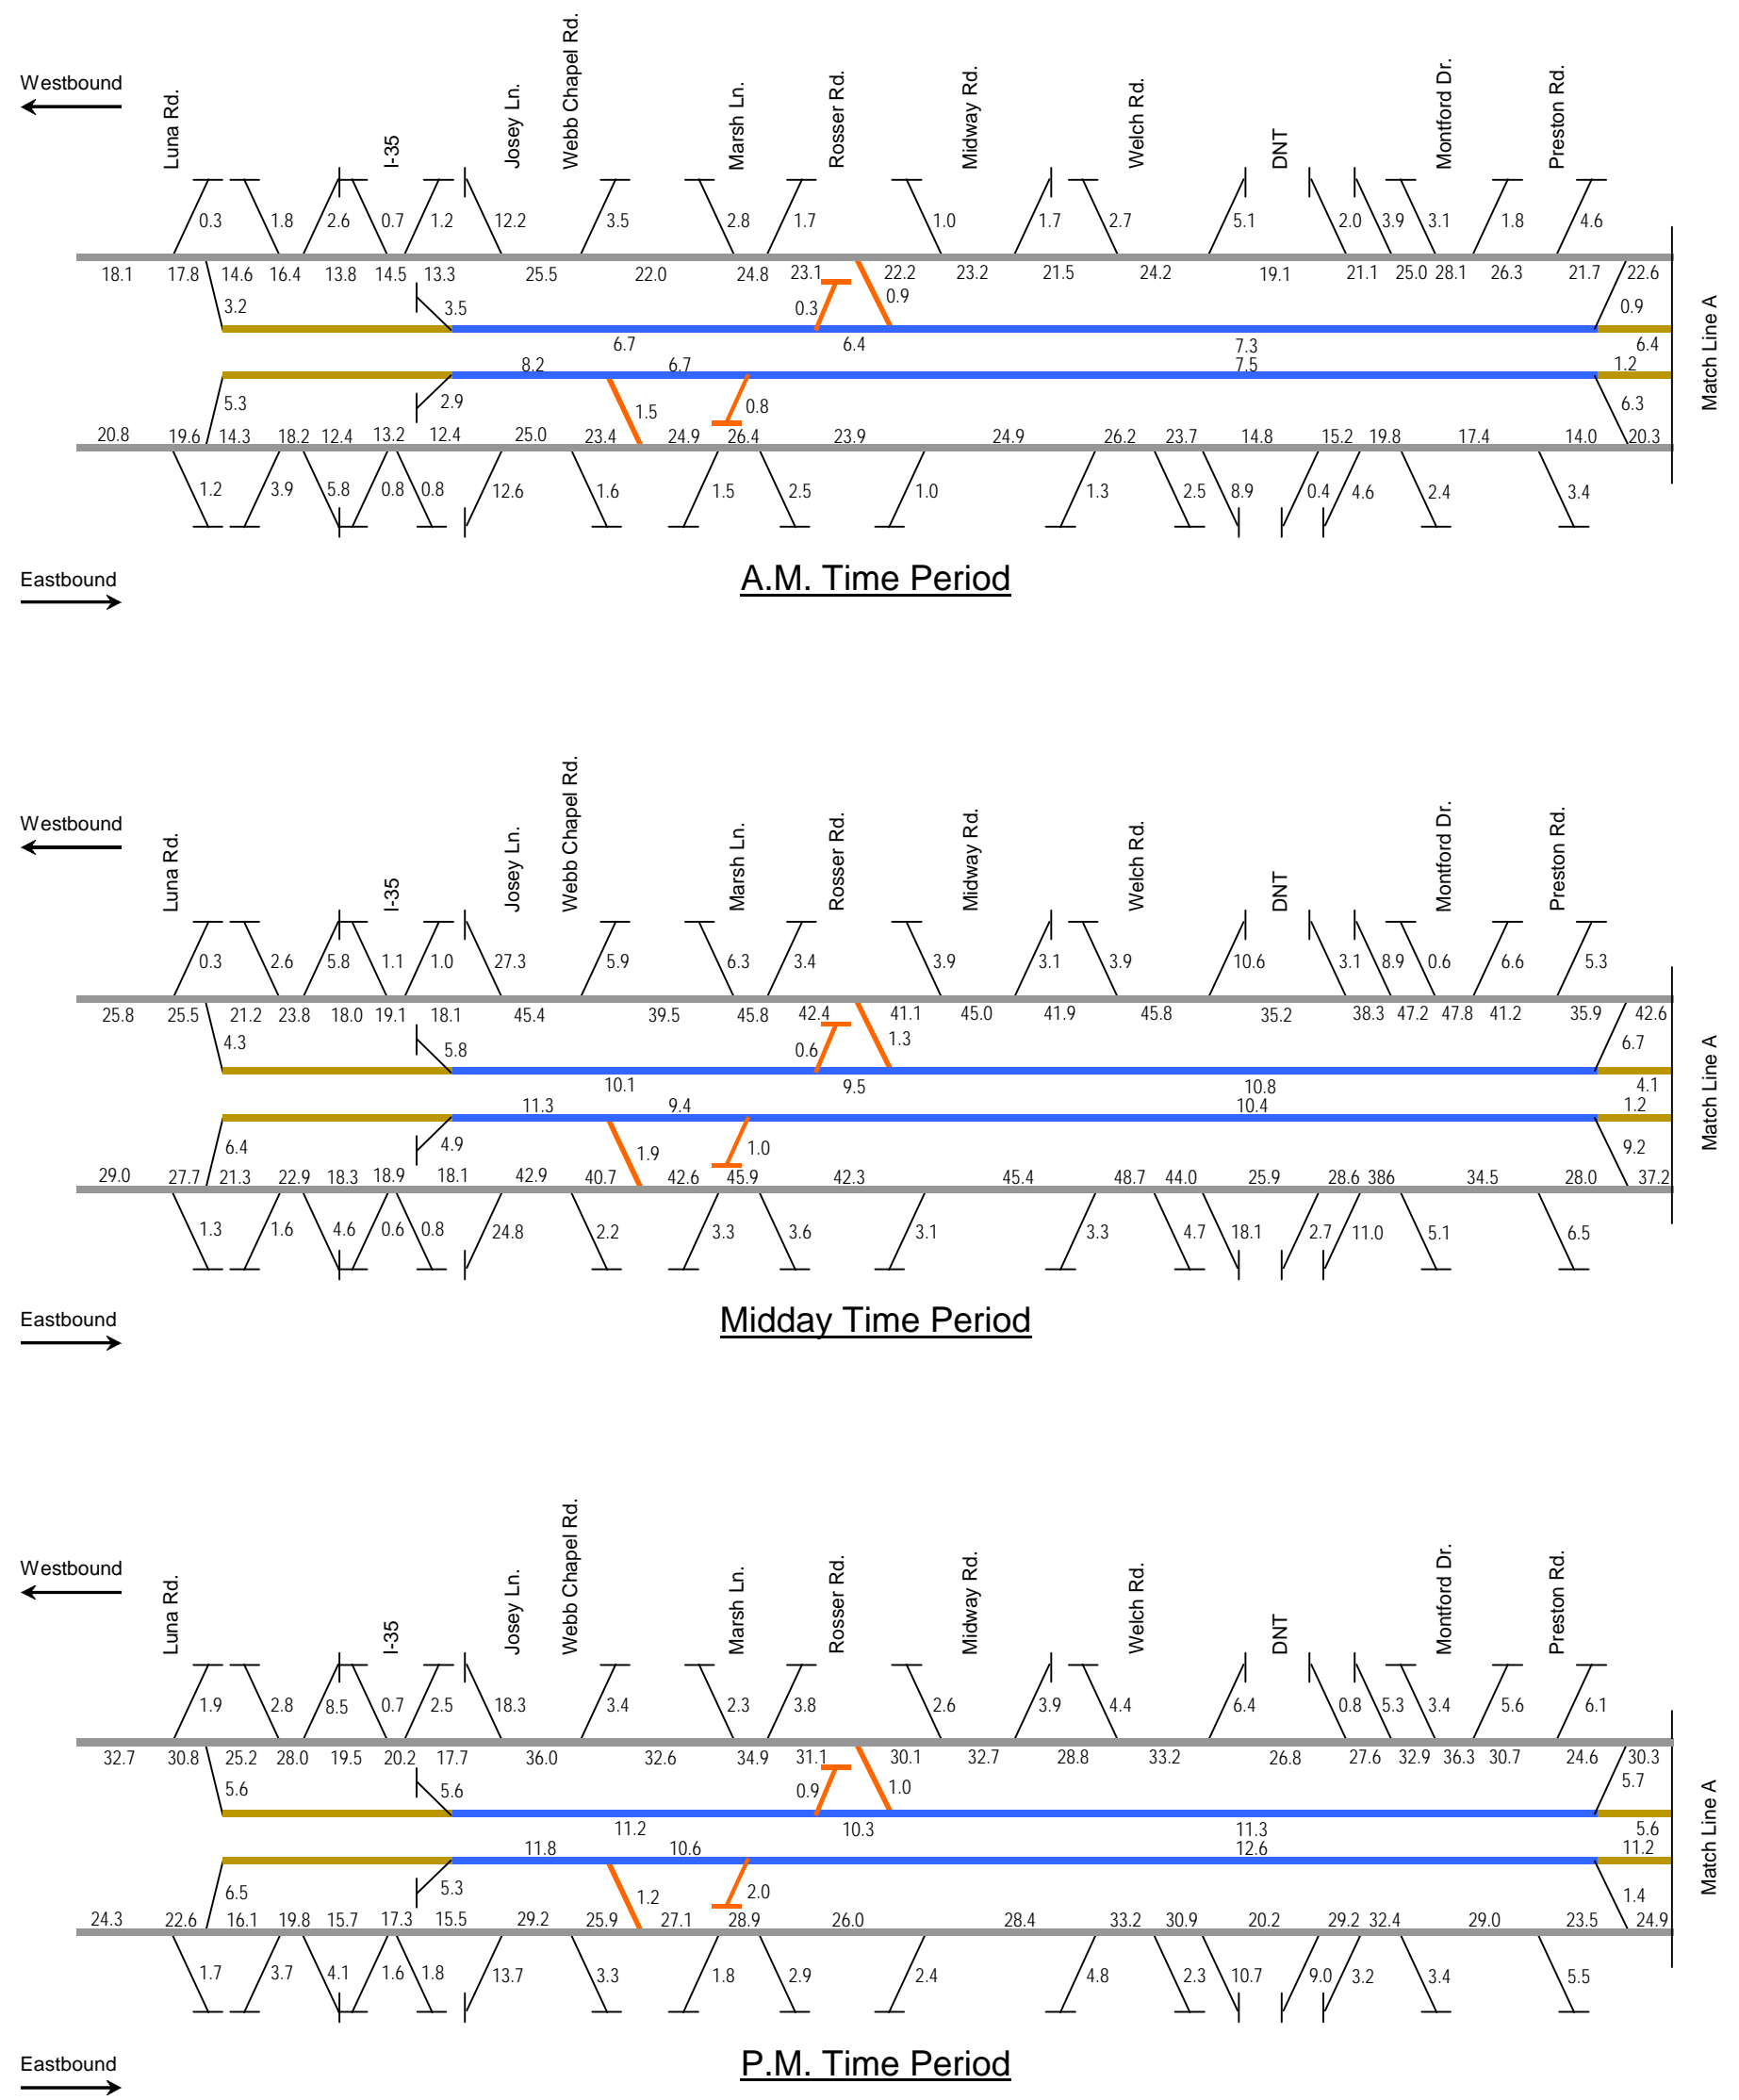 Webb Chapel Rd.
Westbound
Luna Rd.
I-35
Josey Ln.
Marsh Ln.
Rosser Rd.
Midway Rd.
Welch Rd.
DNT
Montford Dr.
Preston Rd.
0.3 1.8 2.6 0.7 1.2 12.2 3.5 2.8 1.7 1.0 1.7 2.7 5.1 2.0 3.9 3.1 1.8 4.6
18.1 17.8 14.6 16.4 13.8 14.5 13.3 25.5 22.0 24.8 23.1 22.2 23.2 21.5 24.2 19.1 21.1 25.0 28.1 26.3 21.7 22.6
3.2 3.5 0.3 0.9 0.9
6.7 6.4 7.3 6.4
8.2 6.7 7.5 1.2
5.3 2.9 1.5 0.8 6.3
Match Line A
20.8 19.6 14.3 18.2 12.4 13.2 12.4 25.0 23.4 24.9 26.4 23.9 24.9 26.2 23.7 14.8 15.2 19.8 17.4 14.0 20.3
1.2 3.9 5.8 0.8 0.8 12.6 1.6 1.5 2.5 1.0 1.3 2.5 8.9 0.4 4.6 2.4 3.4
Eastbound
A.M. Time Period
Webb Chapel Rd.
Westbound
Luna Rd.
I-35
Josey Ln.
Marsh Ln.
Rosser Rd.
Midway Rd.
Welch Rd.
DNT
Montford Dr.
Preston Rd.
0.3 2.6 5.8 1.1 1.0 27.3 5.9 6.3 3.4 3.9 3.1 3.9 10.6 3.1 8.9 0.6 6.6 5.3
25.8 25.5 21.2 23.8 18.0 19.1 18.1 45.4 39.5 45.8 42.4 41.1 45.0 41.9 45.8 35.2 38.3 47.2 47.8 41.2 35.9 42.6
4.3 5.8 0.6 1.3 6.7
10.1 9.5 10.8 4.1
11.3 9.4 10.4 1.2
6.4 4.9 1.9 1.0 9.2
Match Line A
29.0 27.7 21.3 22.9 18.3 18.9 18.1 42.9 40.7 42.6 45.9 42.3 45.4 48.7 44.0 25.9 28.6 386 34.5 28.0 37.2
1.3 1.6 4.6 0.6 0.8 24.8 2.2 3.3 3.6 3.1 3.3 4.7 18.1 2.7 11.0 5.1 6.5
Eastbound
Midday Time Period
Webb Chapel Rd.
Westbound
Luna Rd.
I-35
Josey Ln.
Marsh Ln.
Rosser Rd.
Midway Rd.
Welch Rd.
DNT
Montford Dr.
Preston Rd.
1.9 2.8 8.5 0.7 2.5 18.3 3.4 2.3 3.8 2.6 3.9 4.4 6.4 0.8 5.3 3.4 5.6 6.1
32.7 30.8 25.2 28.0 19.5 20.2 17.7 36.0 32.6 34.9 31.1 30.1 32.7 28.8 33.2 26.8 27.6 32.9 36.3 30.7 24.6 30.3
5.6 5.6 0.9 1.0 5.7
11.2 10.3 11.3 5.6
11.8 10.6 12.6 11.2
6.5 5.3 1.2 2.0 1.4
Match Line A
24.3 22.6 16.1 19.8 15.7 17.3 15.5 29.2 25.9 27.1 28.9 26.0 28.4 33.2 30.9 20.2 29.2 32.4 29.0 23.5 24.9
1.7 3.7 4.1 1.6 1.8 13.7 3.3 1.8 2.9 2.4 4.8 2.3 10.7 9.0 3.2 3.4 5.5
Eastbound
P.M. Time Period